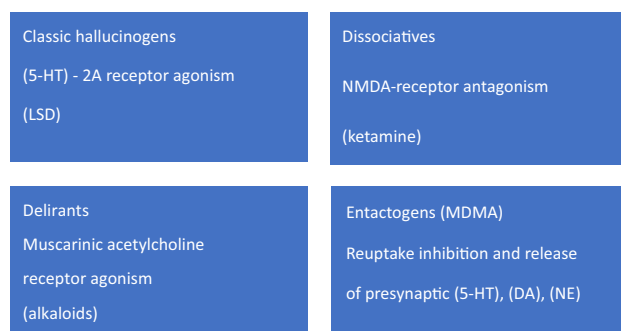 Classic hallucinogens
(5-HT) - 2A receptor agonism
(LSD)
Dissociatives
NMDA-receptor antagonism
(ketamine)
Delirants
Muscarinic acetylcholine
receptor agonism
(alkaloids)
Entactogens (MDMA)
Reuptake inhibition and release
of presynaptic (5-HT), (DA), (NE)